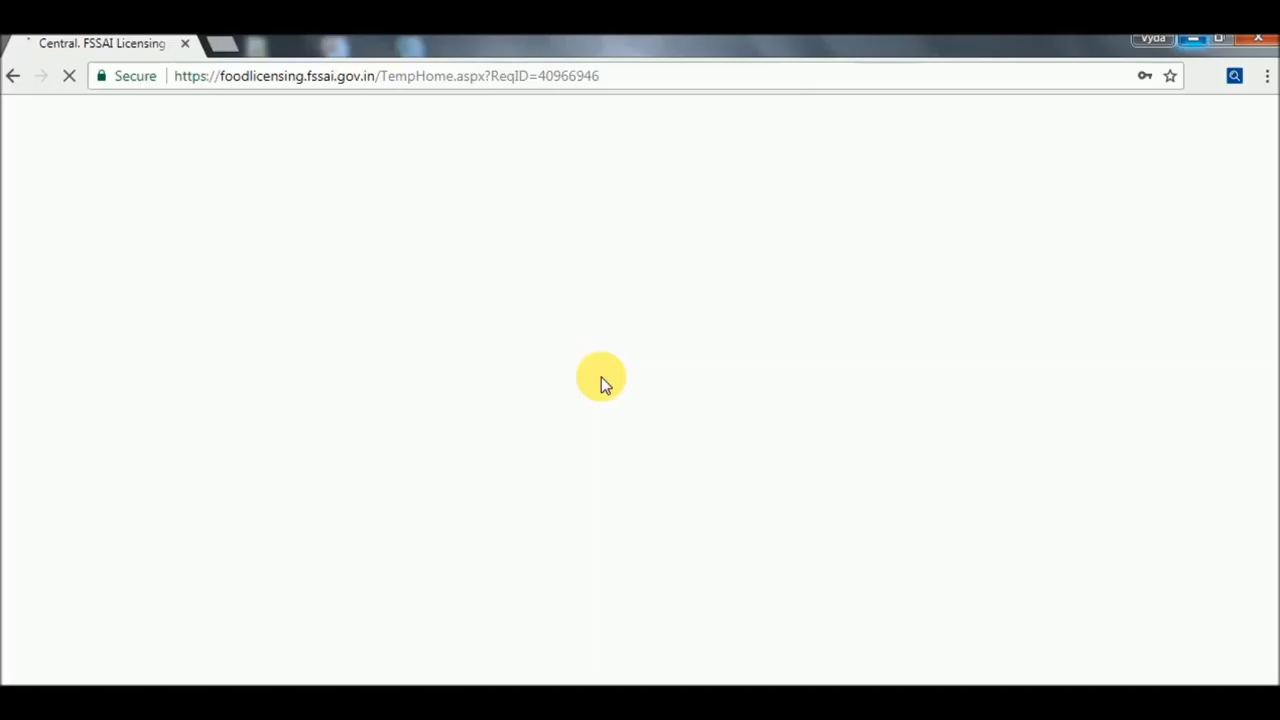 Central. FSSAI Licensing
Vyda
Secure
https://foodlicensing.fssai.gov.in/TempHome.aspx?ReqID=40966946